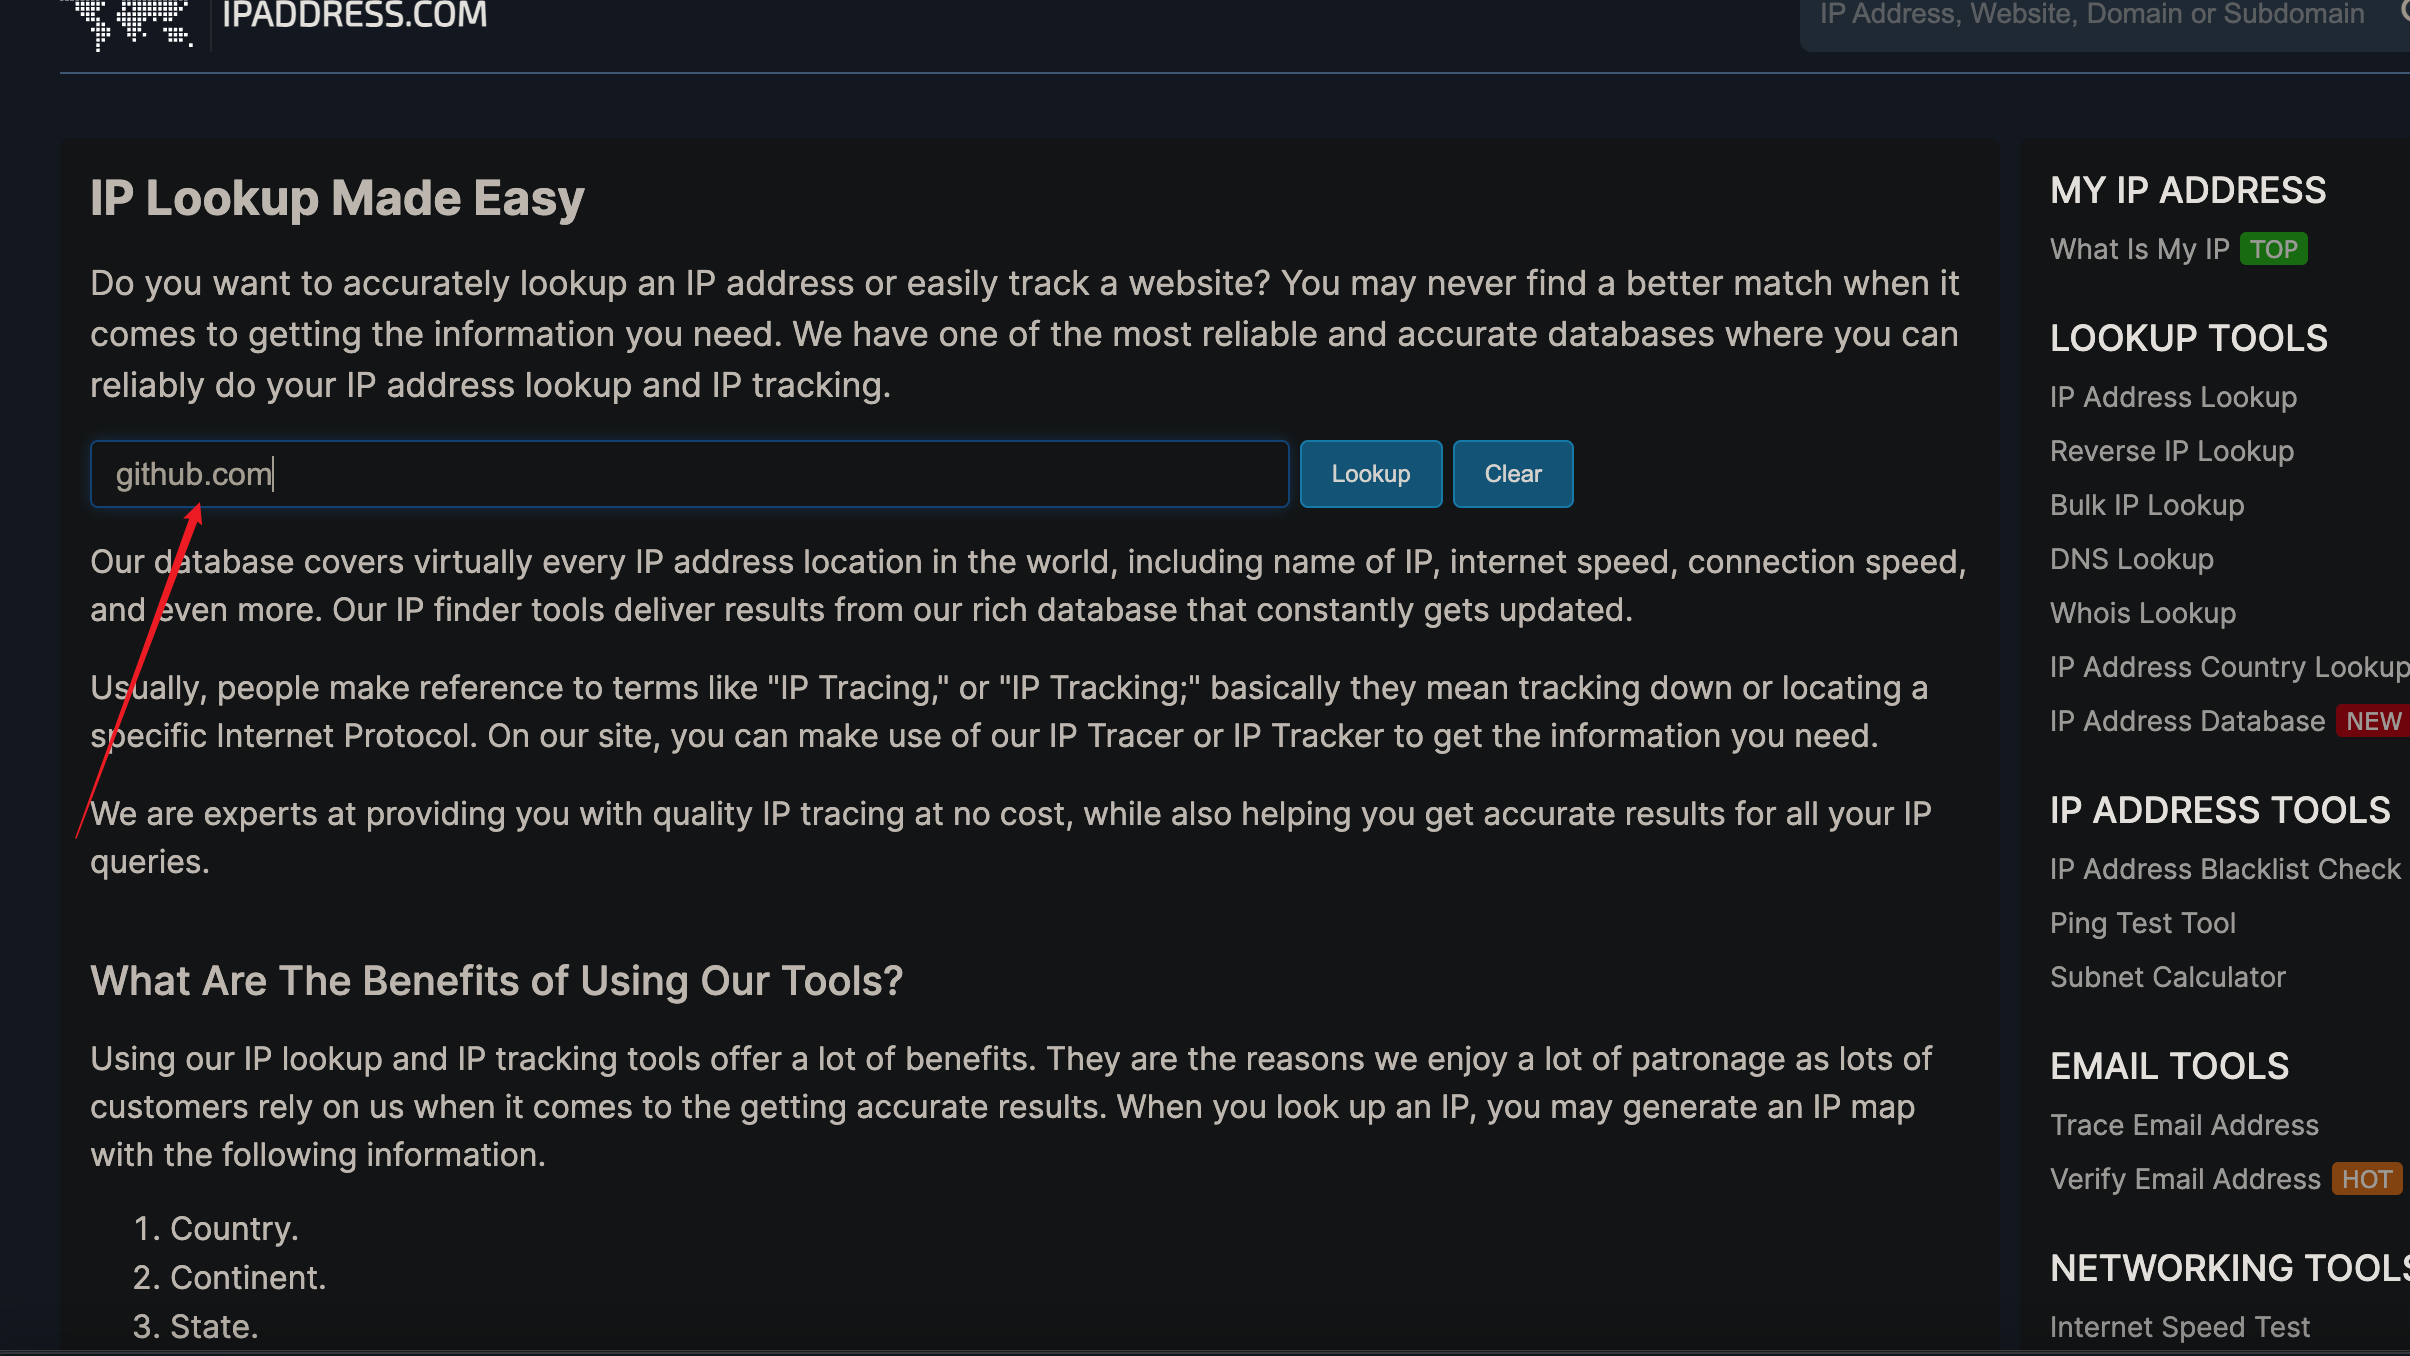 IPADDRESS.COM
IP Address, Website, Domain or Subdomain
IP Lookup Made Easy
Do you want to accurately lookup an IP address or easily track a website? You may never find a better match when it
comes to getting the information you need. We have one of the most reliable and accurate databases where you can
reliably do your IP address lookup and IP tracking.
github.com
Lookup
Clear
Our database covers virtually every IP address location in the world, including name of IP, internet speed, connection speed,
and even more. Our IP finder tools deliver results from our rich database that constantly gets updated.
Usually, people make reference to terms like "IP Tracing," or "IP Tracking;" basically they mean tracking down or locating a
specific Internet Protocol. On our site, you can make use of our IP Tracer or IP Tracker to get the information you need.
We are experts at providing you with quality IP tracing at no cost, while also helping you get accurate results for all your IP
queries.
What Are The Benefits of Using Our Tools?
Using our IP lookup and IP tracking tools offer a lot of benefits. They are the reasons we enjoy a lot of patronage as lots of
customers rely on us when it comes to the getting accurate results. When you look up an IP, you may generate an IP map
with the following information.
1. Country.
2. Continent.
3. State.
MY IP ADDRESS
What Is My IP TOP
LOOKUP TOOLS
IP Address Lookup
Reverse IP Lookup
Bulk IP Lookup
DNS Lookup
Whois Lookup
IP Address Country Lookup
IP Address Database NEW
IP ADDRESS TOOLS
IP Address Blacklist Check
Ping Test Tool
Subnet Calculator
EMAIL TOOLS
Trace Email Address
Verify Email Address HOT
NETWORKING TOOLS
Internet Speed Test